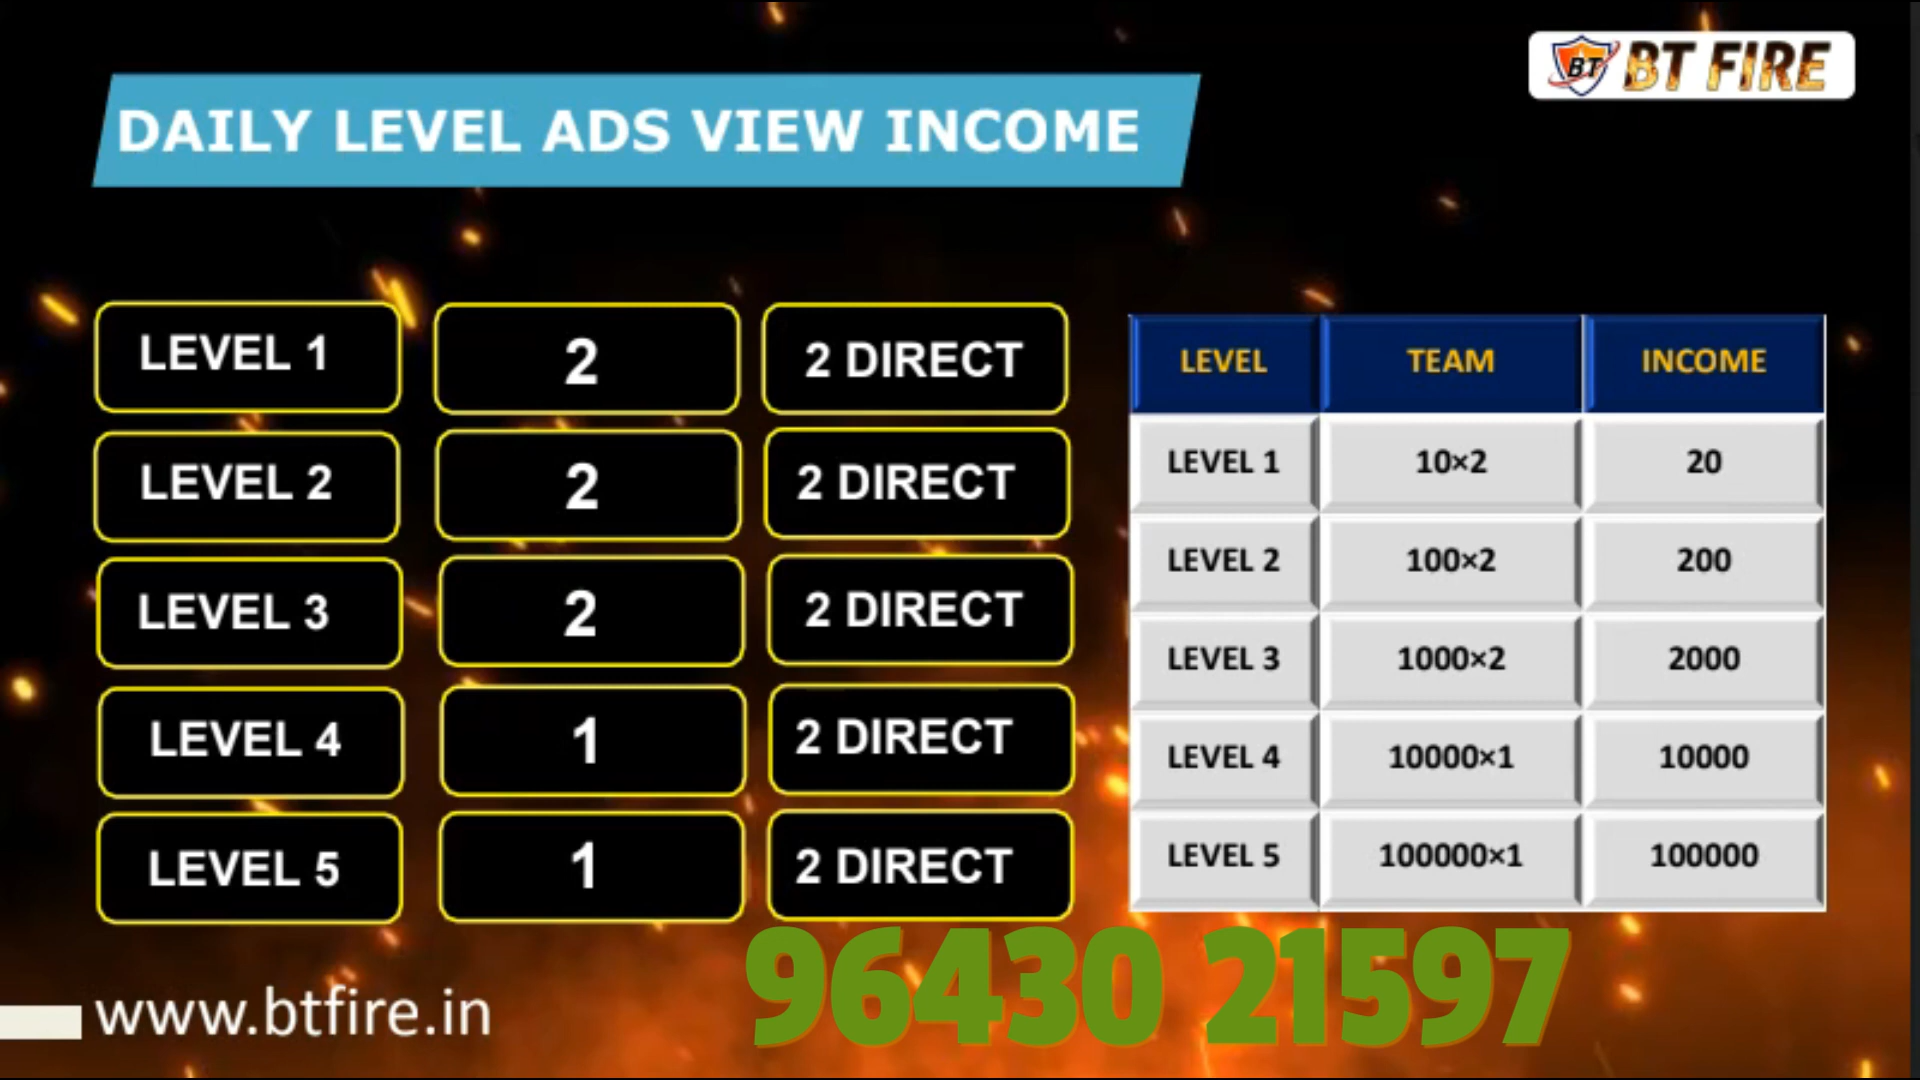 BT BT FIRE
DAILY LEVEL ADS VIEW INCOME
LEVEL 1 2 2 DIRECT
LEVEL 2 2 2 DIRECT
LEVEL 3 2 2 DIRECT
LEVEL 4 1 2 DIRECT
LEVEL 5 1 2 DIRECT
LEVEL TEAM INCOME
LEVEL 1 10×2 20
LEVEL 2 100×2 200
LEVEL 3 1000×2 2000
LEVEL 4 10000×1 10000
LEVEL 5 100000×1 100000
www.btfire.in
96430 21597